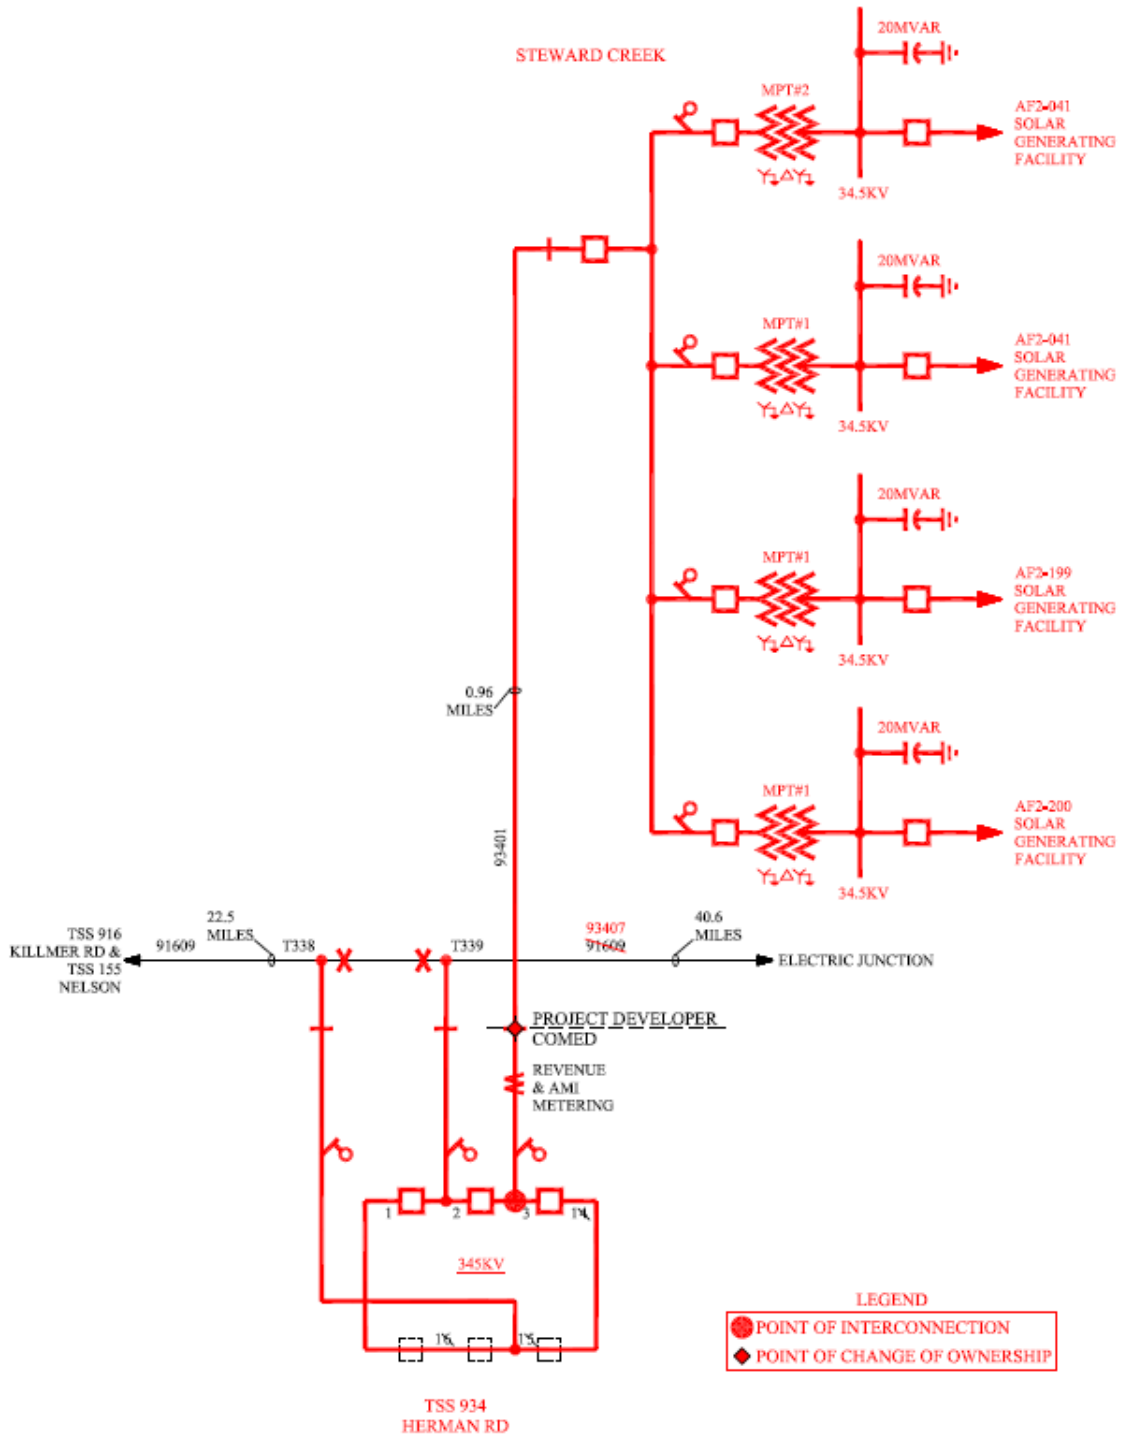 STEWARD CREEK
20MVAR
MPT#2
AF2-041
SOLAR
GENERATING
FACILITY
34.5KV
20MVAR
MPT#1
AF2-041
SOLAR
GENERATING
FACILITY
34.5KV
20MVAR
MPT#1
AF2-199
SOLAR
GENERATING
FACILITY
34.5KV
0.96
MILES
20MVAR
MPT#1
AF2-200
SOLAR
GENERATING
FACILITY
34.5KV
93401
TSS 916
KILLMER RD &
TSS 155
NELSON
91609
22.5
MILES
T338
T339
93407
91609
40.6
MILES
ELECTRIC JUNCTION
PROJECT DEVELOPER
COMED
REVENUE
& AMI
METERING
1
2
3
345KV
LEGEND
POINT OF INTERCONNECTION
POINT OF CHANGE OF OWNERSHIP
TSS 934
HERMAN RD